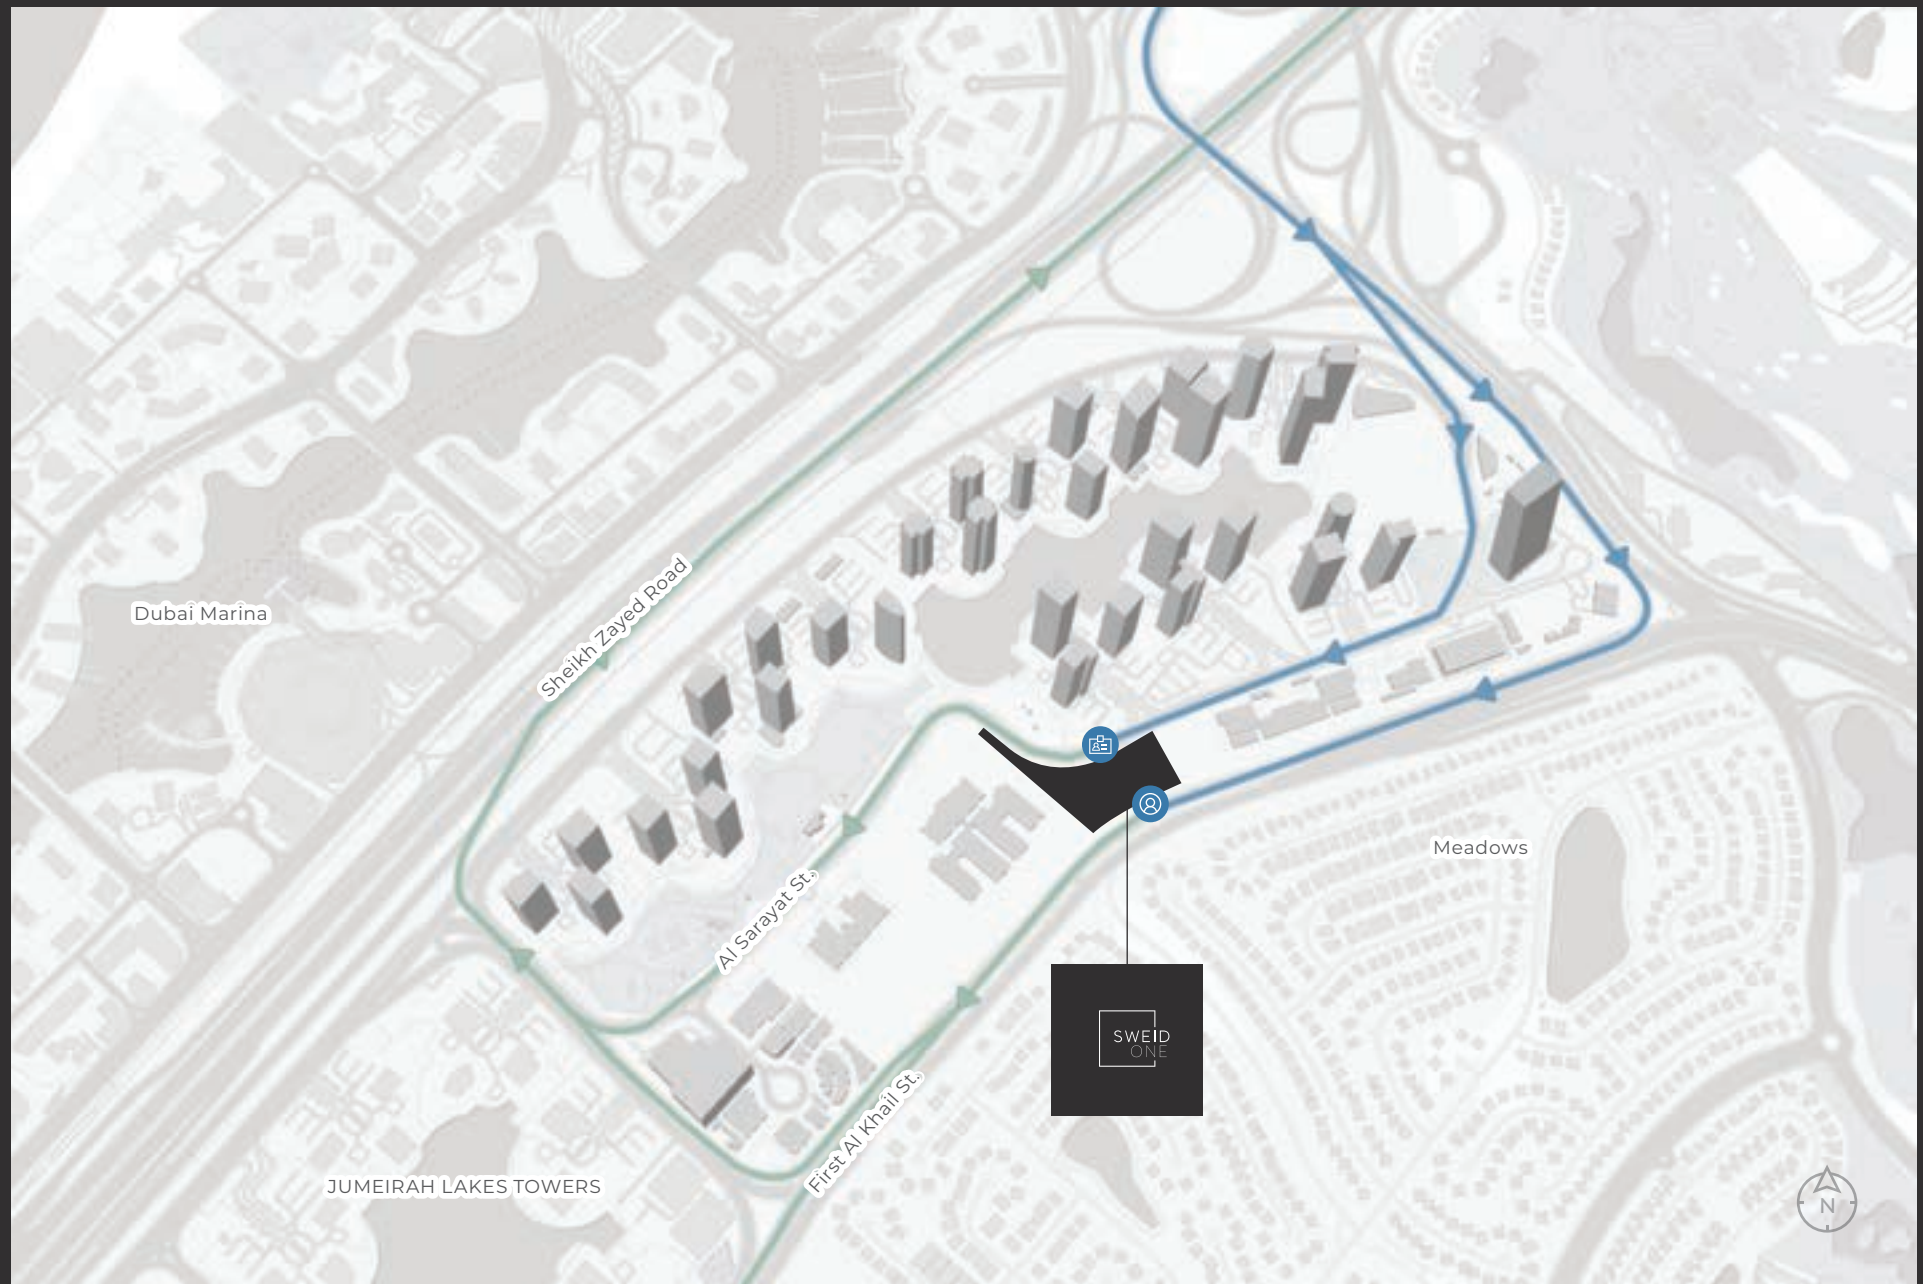 Sheikh Zayed Road
Dubai Marina
Meadows
Al Sarayat St.
SWEID
ONE
First Al Khail St.
JUMEIRAH LAKES TOWERS
N